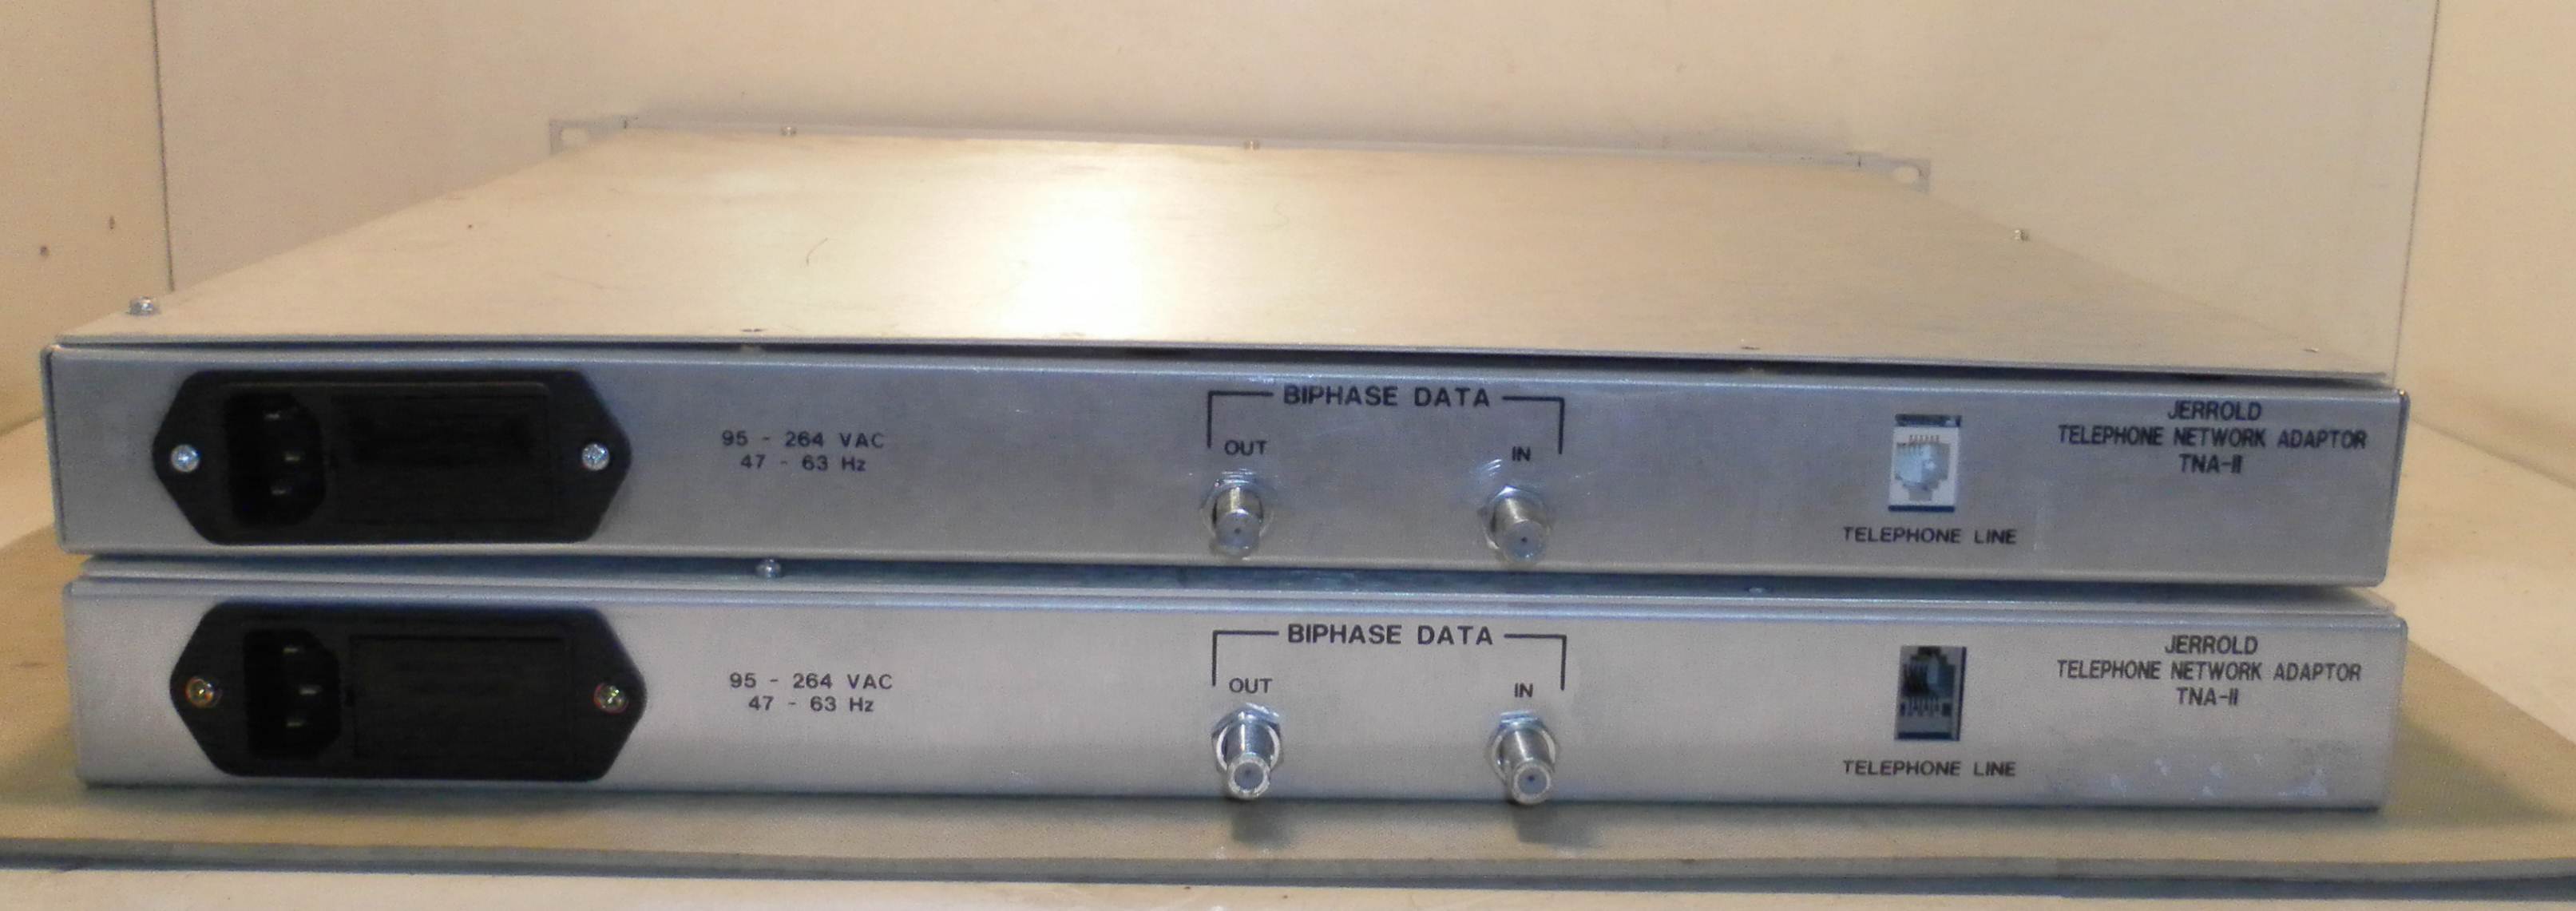 BIPHASE DATA
OUT
IN
95 - 264 VAC
47 - 63 Hz
TELEPHONE LINE
JERROLD
TELEPHONE NETWORK ADAPTOR
TNA-II
BIPHASE DATA
OUT
IN
95 - 264 VAC
47 - 63 Hz
TELEPHONE LINE
JERROLD
TELEPHONE NETWORK ADAPTOR
TNA-II